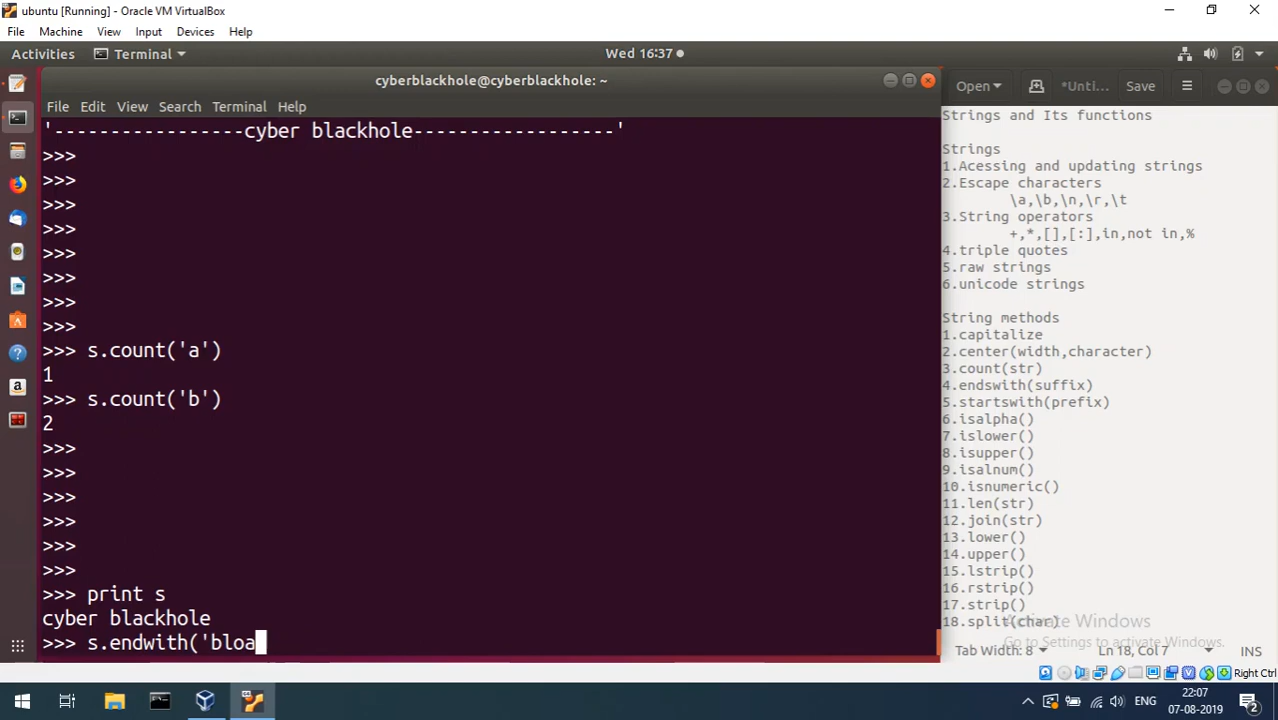 ubuntu [Running] - Oracle VM VirtualBox
File Machine View Input Devices Help
Activities Terminal Wed 16:37
cyberblackhole@cyberblackhole: ~
File Edit View Search Terminal Help
'-----------------cyber blackhole------------------'
>>>
>>>
>>>
>>>
>>>
>>>
>>>
>>>
>>> s.count('a')
1
>>> s.count('b')
2
>>>
>>>
>>>
>>>
>>>
>>>
>>> print s
cyber blackhole
>>> s.endwith('bloa
Open *Unti... Save
Strings and Its functions
Strings
1.Acessing and updating strings
2.Escape characters
\a,\b,\n,\r,\t
3.String operators
+,*,[],[:],in,not in,%
4.triple quotes
5.raw strings
6.unicode strings
String methods
1.capitalize
2.center(width,character)
3.count(str)
4.endswith(suffix)
5.startswith(prefix)
6.isalpha()
7.islower()
8.isupper()
9.isalnum()
10.isnumeric()
11.len(str)
12.join(str)
13.lower()
14.upper()
15.lstrip()
16.rstrip()
17.strip()
18.split(char)
Activate Windows
Go to Settings to activate Windows.
Tab Width: 8 Ln 18, Col 7 INS
Right Ctrl
ENG 22:07
07-08-2019 2